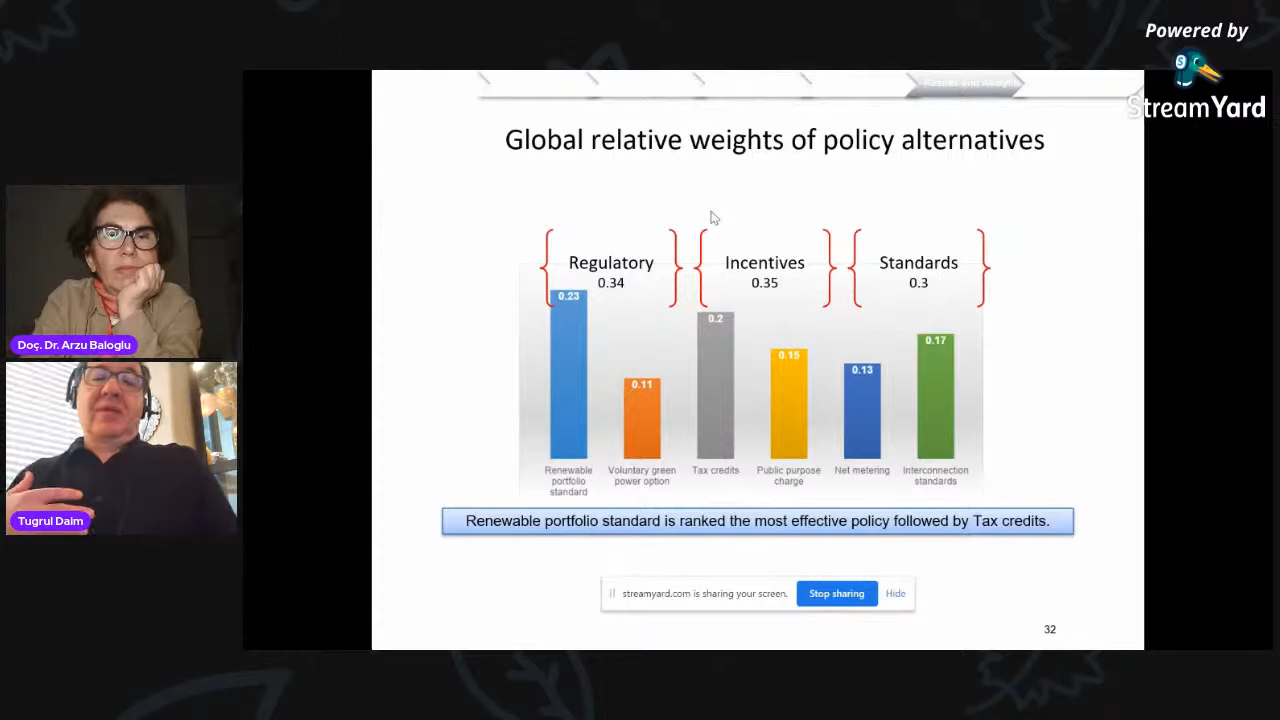 Powered by
StreamYard
Results and Analysis
Global relative weights of policy alternatives
Regulatory
0.34
Incentives
0.35
Standards
0.3
0.23
0.11
0.2
0.15
0.13
0.17
Renewable
portfolio
standard
Voluntary green
power option
Tax credits
Public purpose
charge
Net metering
Interconnection
standards
Renewable portfolio standard is ranked the most effective policy followed by Tax credits.
streamyard.com is sharing your screen.
Stop sharing
Hide
32
Doç. Dr. Arzu Baloglu
Tugrul Daim